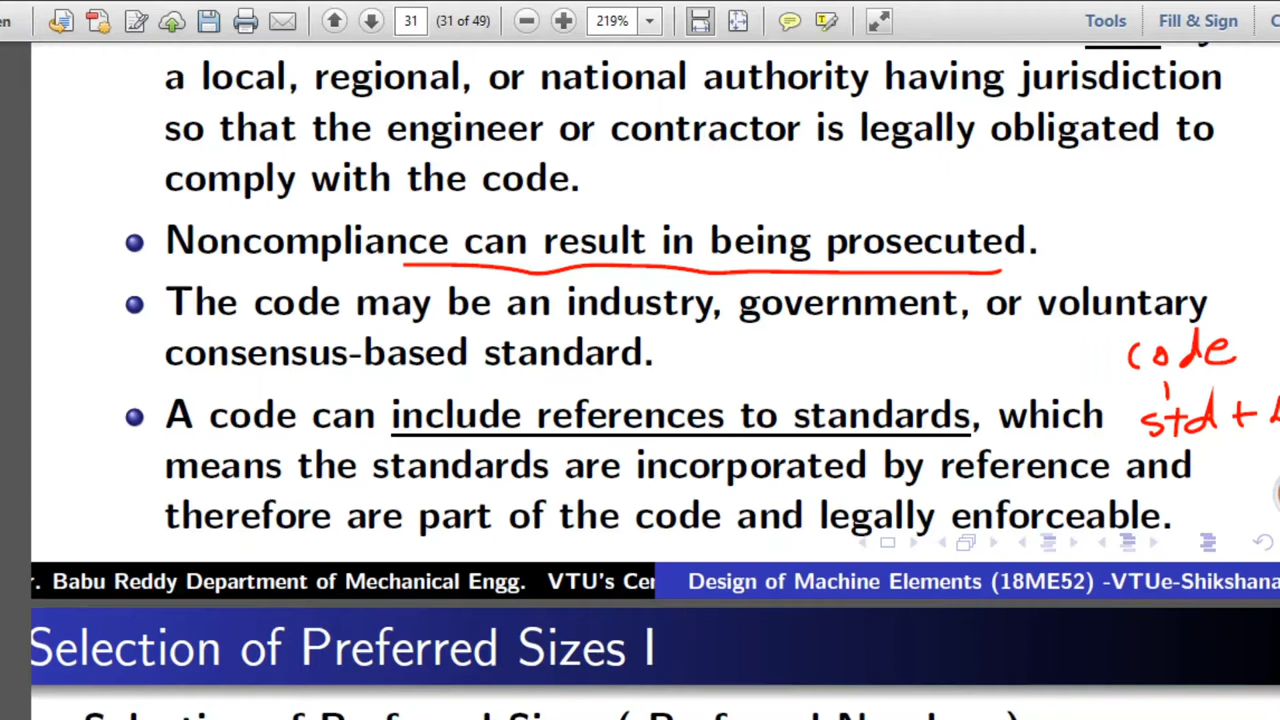 31 (31 of 49) 219% Tools Fill & Sign
a local, regional, or national authority having jurisdiction
so that the engineer or contractor is legally obligated to
comply with the code.
Noncompliance can result in being prosecuted.
The code may be an industry, government, or voluntary
consensus-based standard.
code
A code can include references to standards, which
std +
means the standards are incorporated by reference and
therefore are part of the code and legally enforceable.
r. Babu Reddy Department of Mechanical Engg. VTU's Cer Design of Machine Elements (18ME52) -VTUe-Shikshana
Selection of Preferred Sizes I